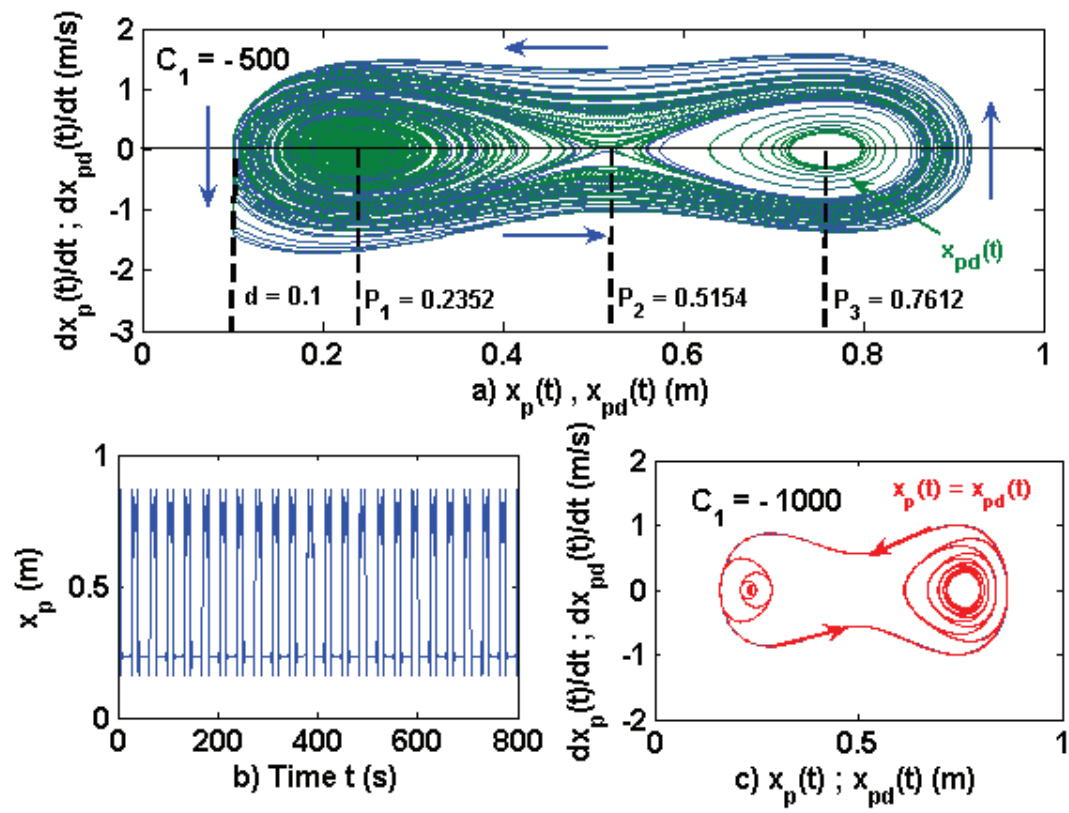 2
C1 = - 500
1
0
-1
-2
-3
dxp(t)/dt ; dxpd(t)/dt (m/s)
xpd(t)
d = 0.1
P1 = 0.2352
P2 = 0.5154
P3 = 0.7612
0 0.2 0.4 0.6 0.8 1
a) xp(t) , xpd(t) (m)
1
0.5
0
xp (m)
0 200 400 600 800
b) Time t (s)
2
1
0
-1
-2
dxp(t)/dt ; dxpd(t)/dt (m/s)
C1 = - 1000
xp(t) = xpd(t)
0 0.5 1
c) xp(t) ; xpd(t) (m)